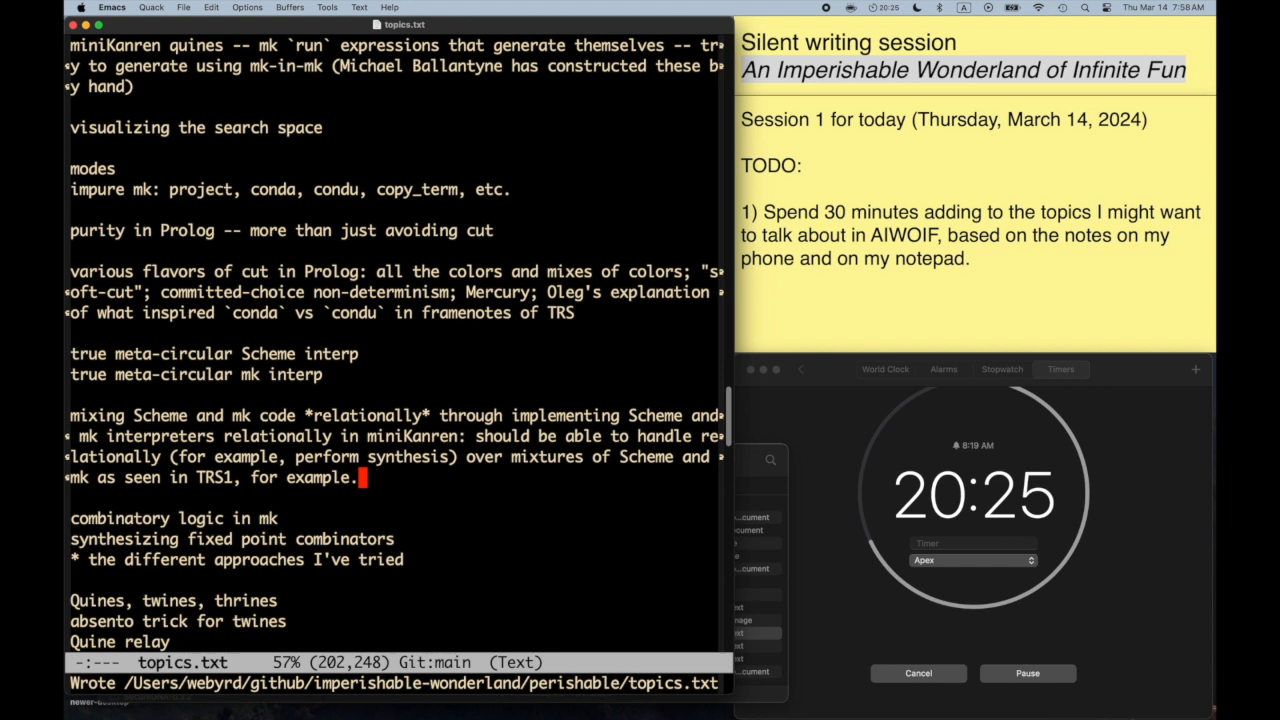 Emacs Quack File Edit Options Buffers Tools Text Help 20:25 A Thu Mar 14 7:58 AM
topics.txt
miniKanren quines -- mk `run` expressions that generate themselves -- tr
y to generate using mk-in-mk (Michael Ballantyne has constructed these b
y hand)
visualizing the search space
modes
impure mk: project, conda, condu, copy_term, etc.
purity in Prolog -- more than just avoiding cut
various flavors of cut in Prolog: all the colors and mixes of colors; "s
oft-cut"; committed-choice non-determinism; Mercury; Oleg's explanation
of what inspired `conda` vs `condu` in framenotes of TRS
true meta-circular Scheme interp
true meta-circular mk interp
mixing Scheme and mk code *relationally* through implementing Scheme and
mk interpreters relationally in miniKanren: should be able to handle re
lationally (for example, perform synthesis) over mixtures of Scheme and
mk as seen in TRS1, for example.
combinatory logic in mk
synthesizing fixed point combinators
* the different approaches I've tried
Quines, twines, thrines
absento trick for twines
Quine relay
-:--- topics.txt 57% (202,248) Git:main (Text)
Wrote /Users/webyrd/github/imperishable-wonderland/perishable/topics.txt
newer-desktop
Silent writing session
An Imperishable Wonderland of Infinite Fun
Session 1 for today (Thursday, March 14, 2024)
TODO:
1) Spend 30 minutes adding to the topics I might want
to talk about in AIWOIF, based on the notes on my
phone and on my notepad.
World Clock Alarms Stopwatch Timers
8:19 AM
20:25
Timer
Apex
Cancel Pause
...cument
ocument
...cument
ext
mage
ext
ext
ext
...cument